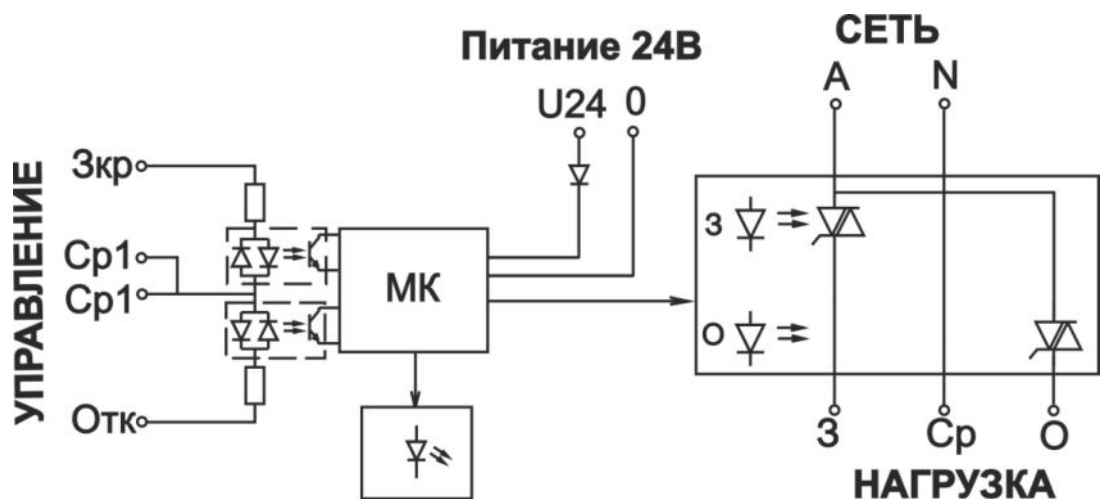 Питание 24В
СЕТЬ
U24 0
A N
УПРАВЛЕНИЕ
Зкр
Ср1
Ср1
Отк
МК
З
О
З Ср О
НАГРУЗКА